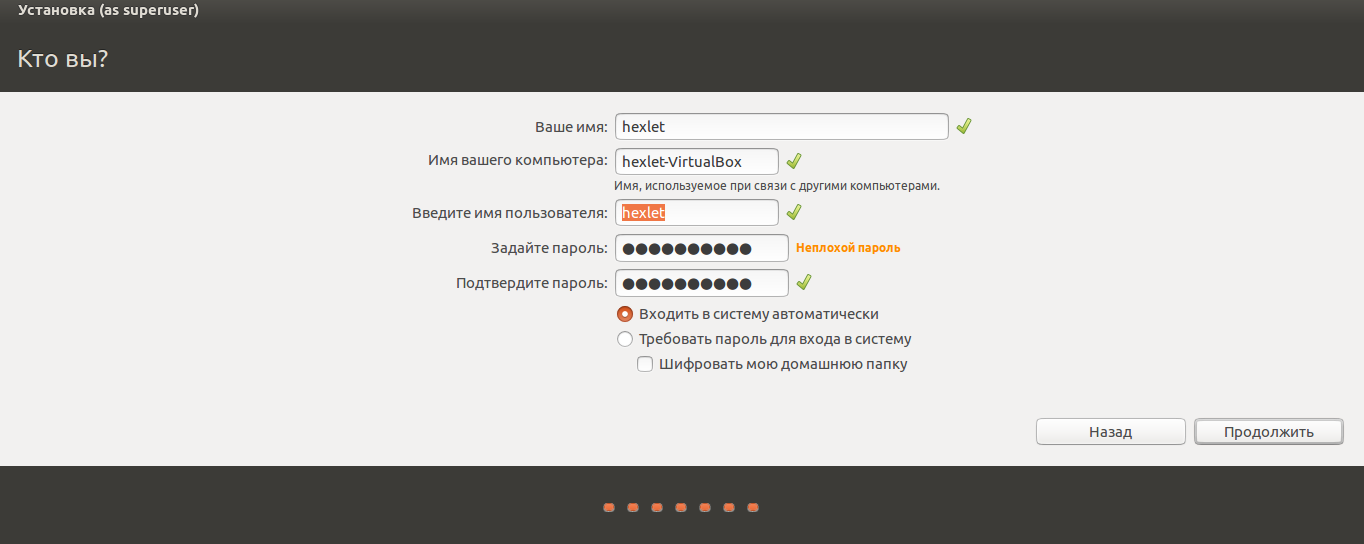 Установка (as superuser)
Кто вы?
Ваше имя: hexlet
Имя вашего компьютера: hexlet-VirtualBox
Имя, используемое при связи с другими компьютерами.
Введите имя пользователя: hexlet
Задайте пароль: ●●●●●●●●●● Неплохой пароль
Подтвердите пароль: ●●●●●●●●●●
Входить в систему автоматически
Требовать пароль для входа в систему
Шифровать мою домашнюю папку
Назад Продолжить